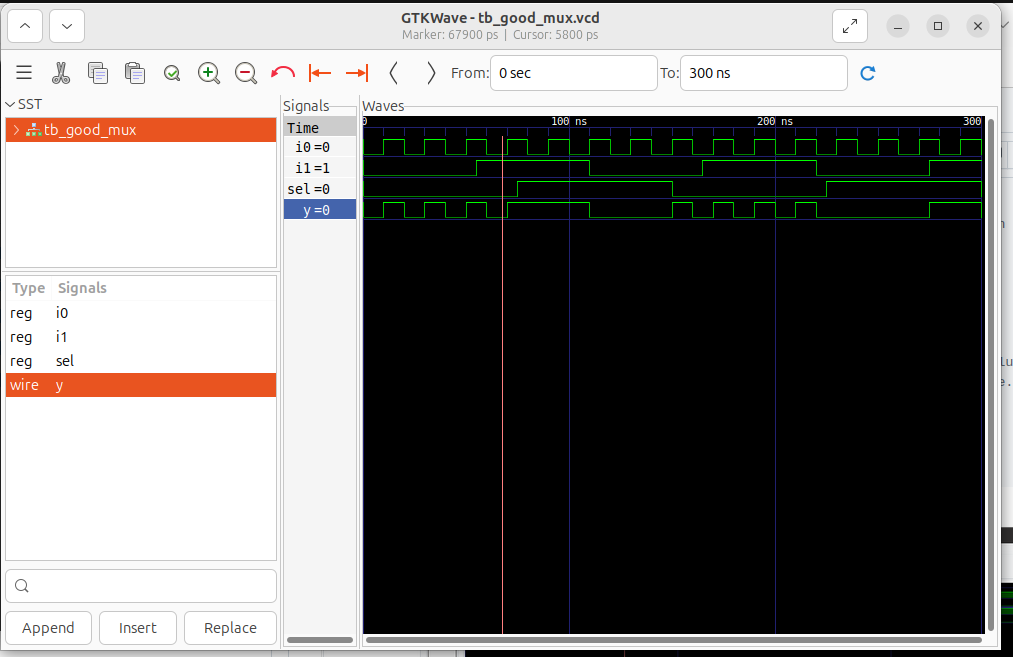 GTKWave - tb_good_mux.vcd
Marker: 67900 ps | Cursor: 5800 ps
From: 0 sec To: 300 ns
SST
tb_good_mux
Type Signals
reg i0
reg i1
reg sel
wire y
Append Insert Replace
Signals
Time
i0=0
i1=1
sel=0
y=0
Waves
0 100 ns 200 ns 300
lu
e.